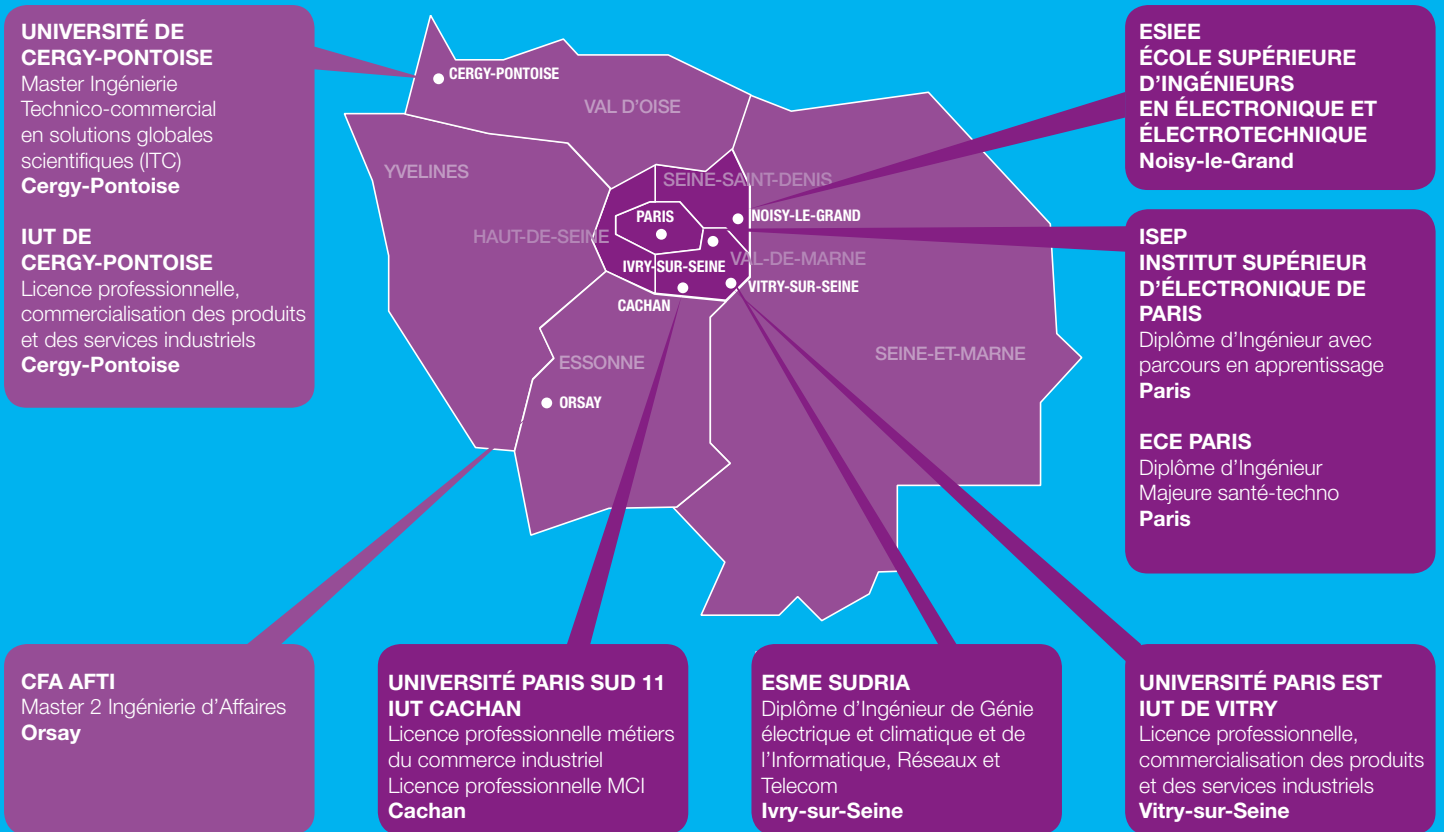 UNIVERSITÉ DE
CERGY-PONTOISE
Master Ingénierie
Technico-commercial
en solutions globales
scientifiques (ITC)
Cergy-Pontoise
IUT DE
CERGY-PONTOISE
Licence professionnelle,
commercialisation des produits
et des services industriels
Cergy-Pontoise
CERGY-PONTOISE
VAL D'OISE
YVELINES
SEINE-SAINT-DENIS
PARIS
NOISY-LE-GRAND
HAUT-DE-SEINE
IVRY-SUR-SEINE
VAL-DE-MARNE
VITRY-SUR-SEINE
CACHAN
ESSONNE
SEINE-ET-MARNE
ORSAY
ESIEE
ÉCOLE SUPÉRIEURE
D'INGÉNIEURS
EN ÉLECTRONIQUE ET
ÉLECTROTECHNIQUE
Noisy-le-Grand
ISEP
INSTITUT SUPÉRIEUR
D'ÉLECTRONIQUE DE
PARIS
Diplôme d'Ingénieur avec
parcours en apprentissage
Paris
ECE PARIS
Diplôme d'Ingénieur
Majeure santé-techno
Paris
CFA AFTI
Master 2 Ingénierie d'Affaires
Orsay
UNIVERSITÉ PARIS SUD 11
IUT CACHAN
Licence professionnelle métiers
du commerce industriel
Licence professionnelle MCI
Cachan
ESME SUDRIA
Diplôme d'Ingénieur de Génie
électrique et climatique et de
l'Informatique, Réseaux et
Telecom
Ivry-sur-Seine
UNIVERSITÉ PARIS EST
IUT DE VITRY
Licence professionnelle,
commercialisation des produits
et des services industriels
Vitry-sur-Seine